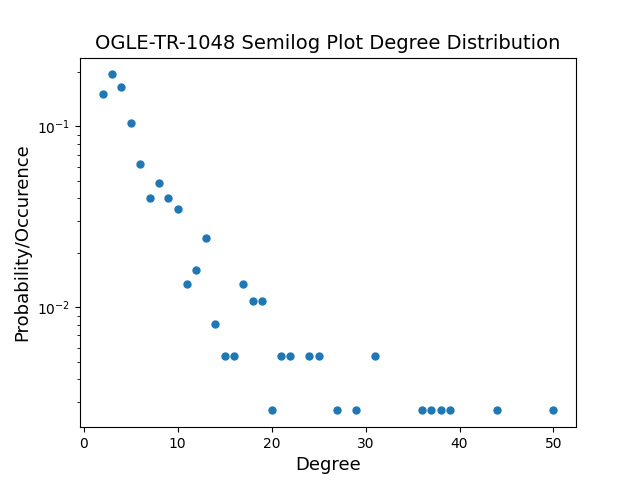 OGLE-TR-1048 Semilog Plot Degree Distribution
Probability/Occurence
10⁻¹
10⁻²
0 10 20 30 40 50
Degree